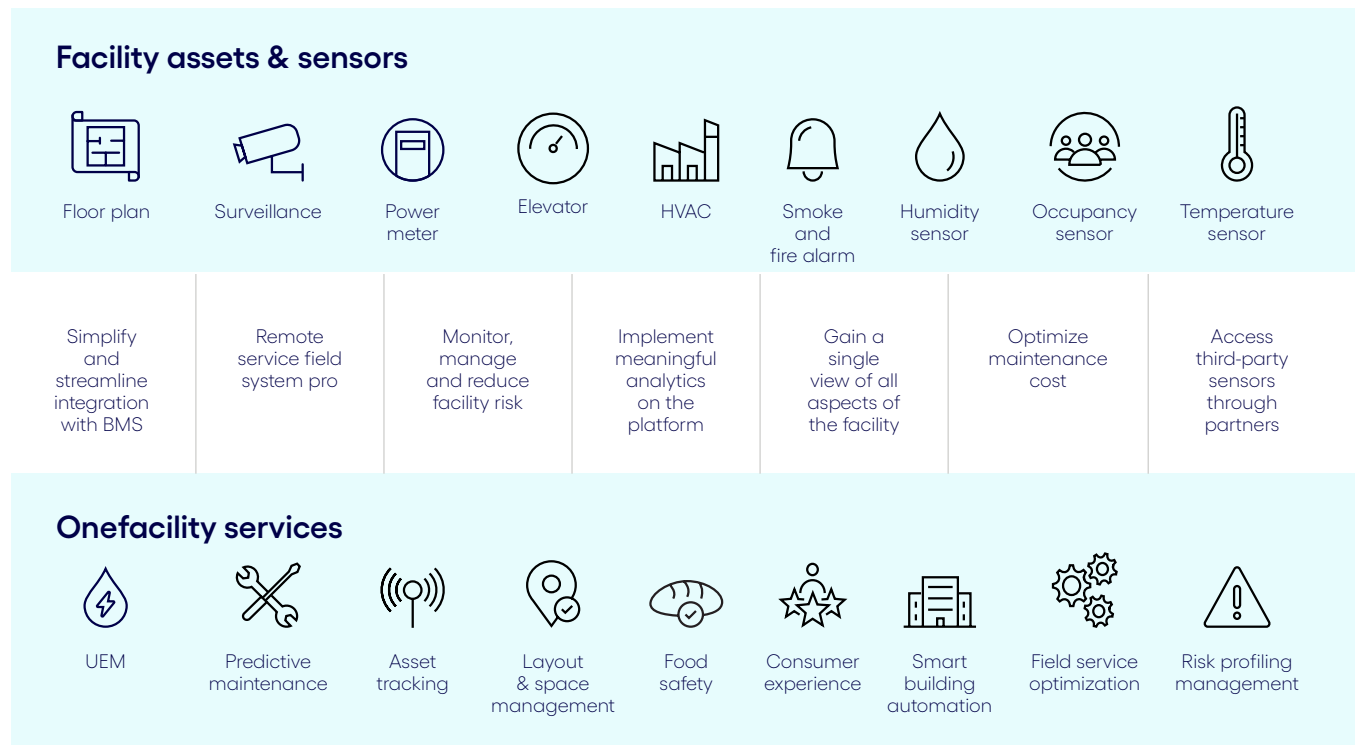 Facility assets & sensors
Floor plan
Surveillance
Power
meter
Elevator
HVAC
Smoke
and
fire alarm
Humidity
sensor
Occupancy
sensor
Temperature
sensor
Simplify
and
streamline
integration
with BMS
Remote
service field
system pro
Monitor,
manage
and reduce
facility risk
Implement
meaningful
analytics
on the
platform
Gain a
single
view of all
aspects of
the facility
Optimize
maintenance
cost
Access
third-party
sensors
through
partners
Onefacility services
UEM
Predictive
maintenance
Asset
tracking
Layout
& space
management
Food
safety
Consumer
experience
Smart
building
automation
Field service
optimization
Risk profiling
management